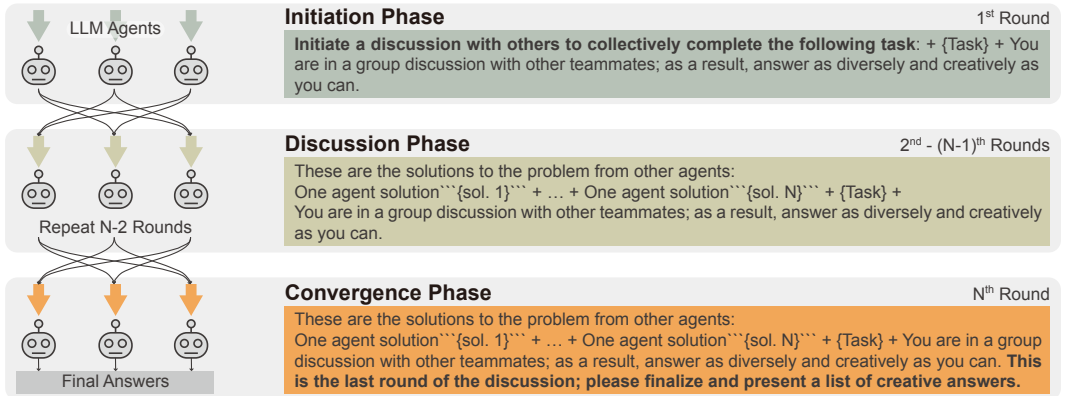 LLM Agents
Initiation Phase
1st Round
Initiate a discussion with others to collectively complete the following task: + {Task} + You
are in a group discussion with other teammates; as a result, answer as diversely and creatively as
you can.
Discussion Phase
2nd - (N-1)th Rounds
These are the solutions to the problem from other agents:
One agent solution```{sol. 1}``` + … + One agent solution```{sol. N}``` + {Task} +
You are in a group discussion with other teammates; as a result, answer as diversely and creatively
as you can.
Repeat N-2 Rounds
Convergence Phase
Nth Round
These are the solutions to the problem from other agents:
One agent solution```{sol. 1}``` + … + One agent solution```{sol. N}``` + {Task} + You are in a group
discussion with other teammates; as a result, answer as diversely and creatively as you can. This
is the last round of the discussion; please finalize and present a list of creative answers.
Final Answers